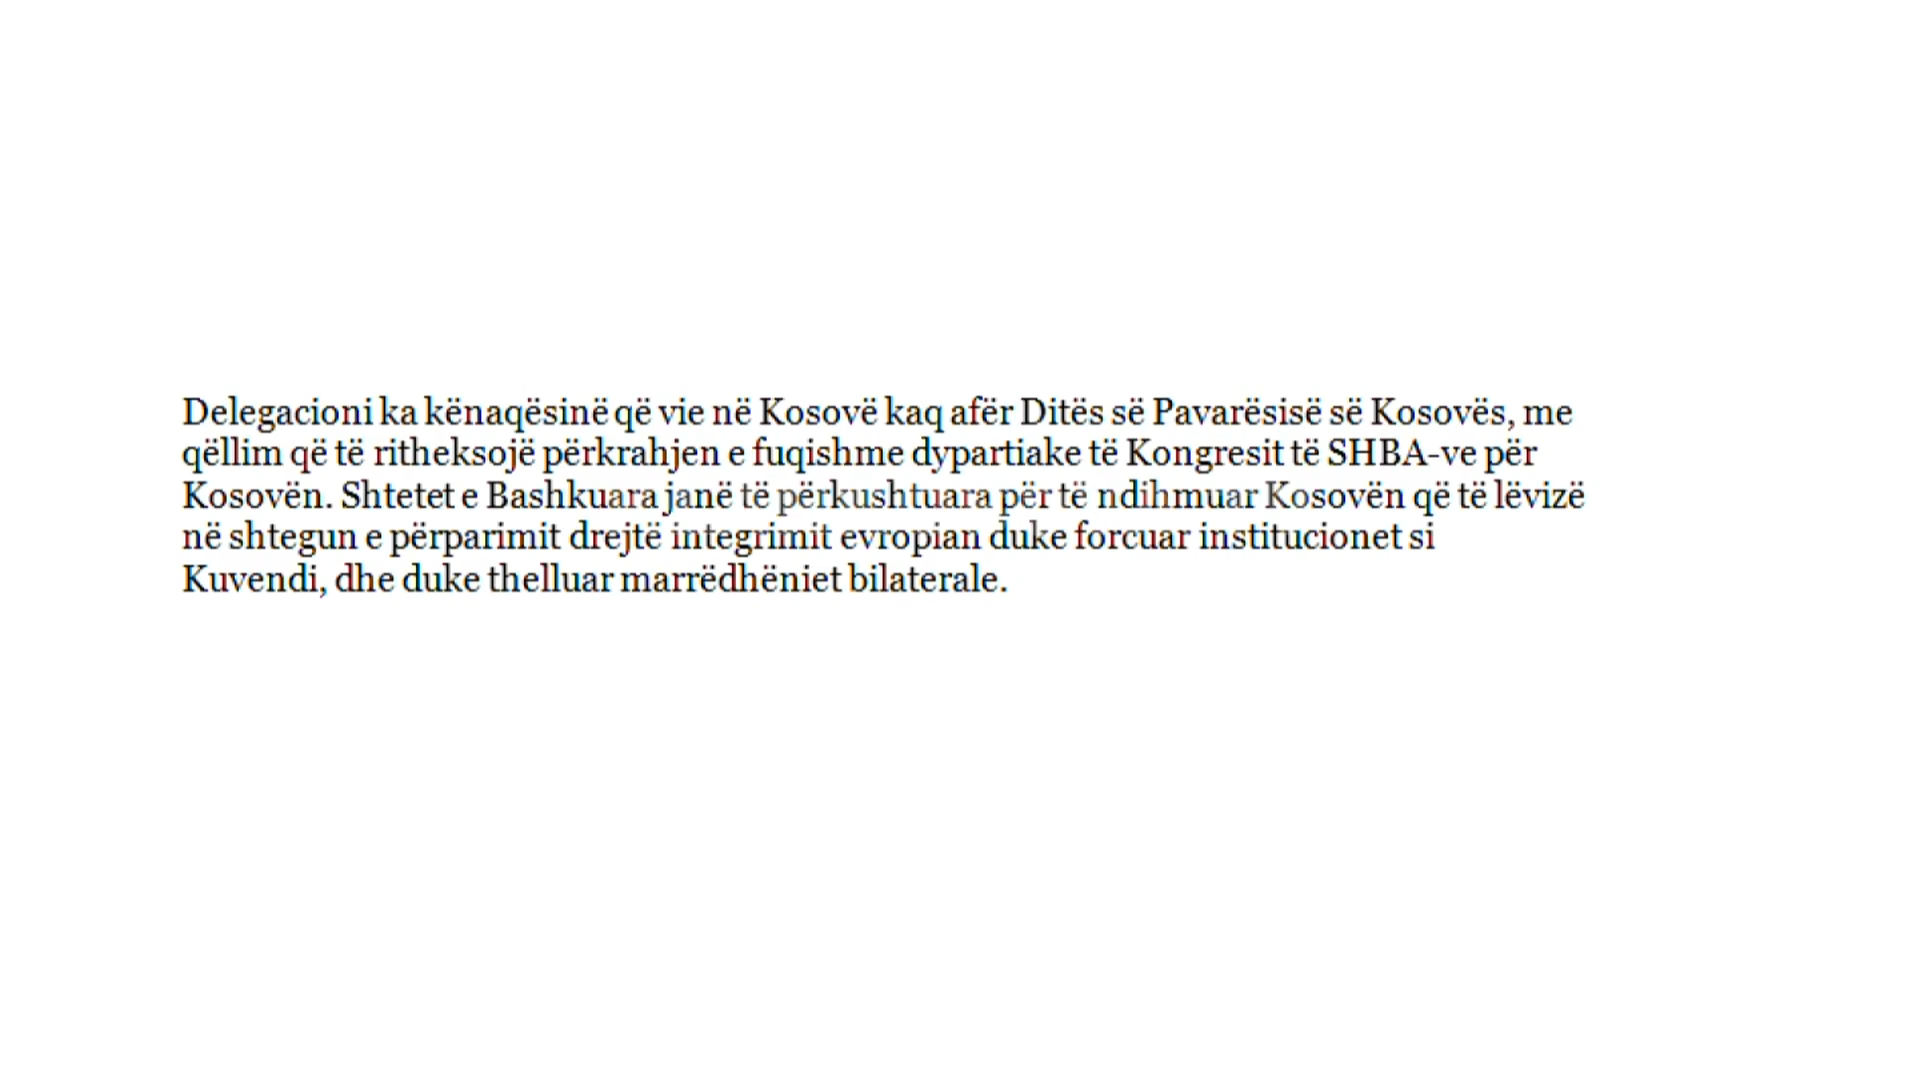 Delegacioni ka kënaqësinë që vie në Kosovë kaq afër Ditës së Pavarësisë së Kosovës, me
qëllim që të ritheksojë përkrahjen e fuqishme dypartiake të Kongresit të SHBA-ve për
Kosovën. Shtetet e Bashkuara janë të përkushtuara për të ndihmuar Kosovën që të lëvizë
në shtegun e përparimit drejtë integrimit evropian duke forcuar institucionet si
Kuvendi, dhe duke thelluar marrëdhëniet bilaterale.